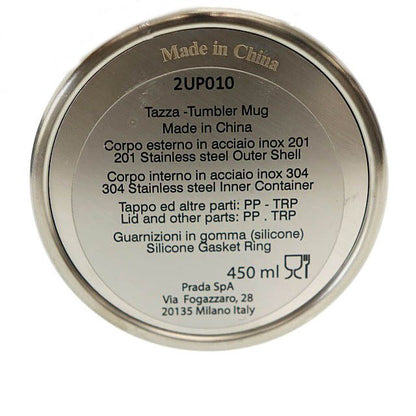 Made in China
2UP010
Tazza -Tumbler Mug
Made in China
Corpo esterno in acciaio inox 201
201 Stainless steel Outer Shell
Corpo interno in acciaio inox 304
304 Stainless steel Inner Container
Tappo ed altre parti: PP - TRP
Lid and other parts: PP . TRP
Guarnizioni in gomma (silicone)
Silicone Gasket Ring
450 ml
Prada SpA
Via Fogazzaro, 28
20135 Milano Italy